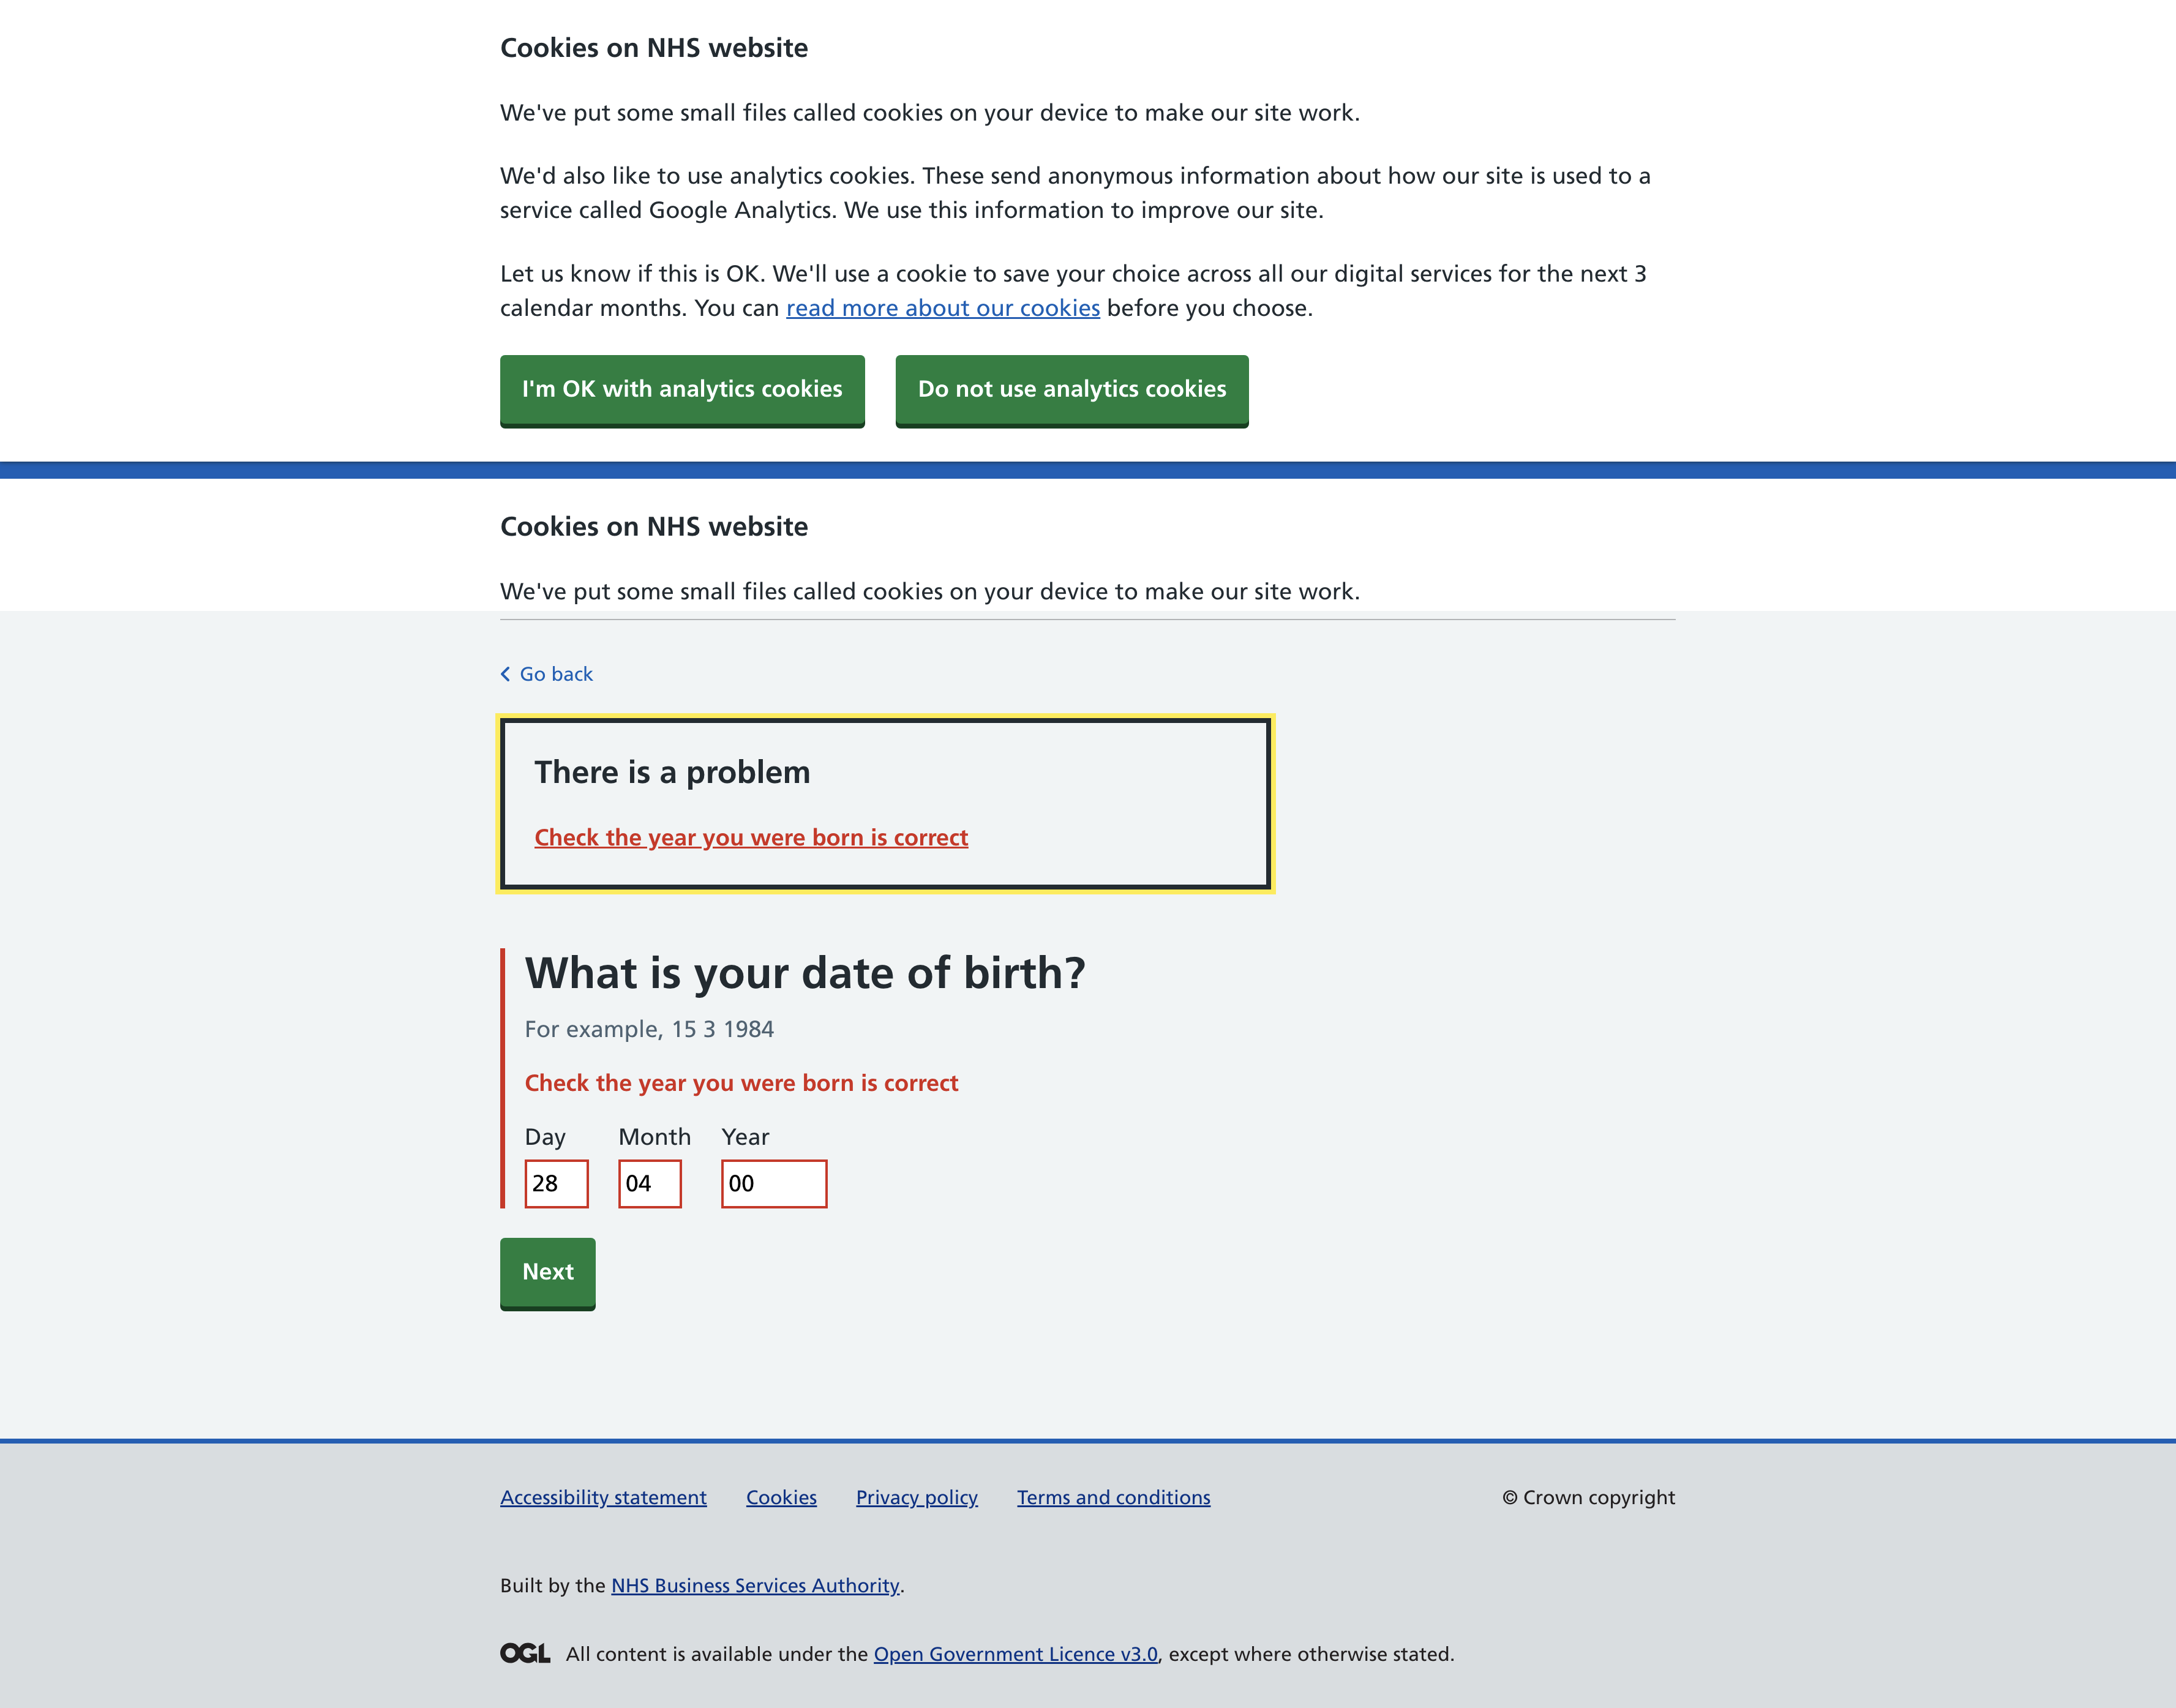 Cookies on NHS website
We've put some small files called cookies on your device to make our site work.
We'd also like to use analytics cookies. These send anonymous information about how our site is used to a
service called Google Analytics. We use this information to improve our site.
Let us know if this is OK. We'll use a cookie to save your choice across all our digital services for the next 3
calendar months. You can read more about our cookies before you choose.
I'm OK with analytics cookies
Do not use analytics cookies
Cookies on NHS website
We've put some small files called cookies on your device to make our site work.
Go back
There is a problem
Check the year you were born is correct
What is your date of birth?
For example, 15 3 1984
Check the year you were born is correct
Day Month Year
28 04 00
Next
Accessibility statement Cookies Privacy policy Terms and conditions © Crown copyright
Built by the NHS Business Services Authority.
OGL All content is available under the Open Government Licence v3.0, except where otherwise stated.